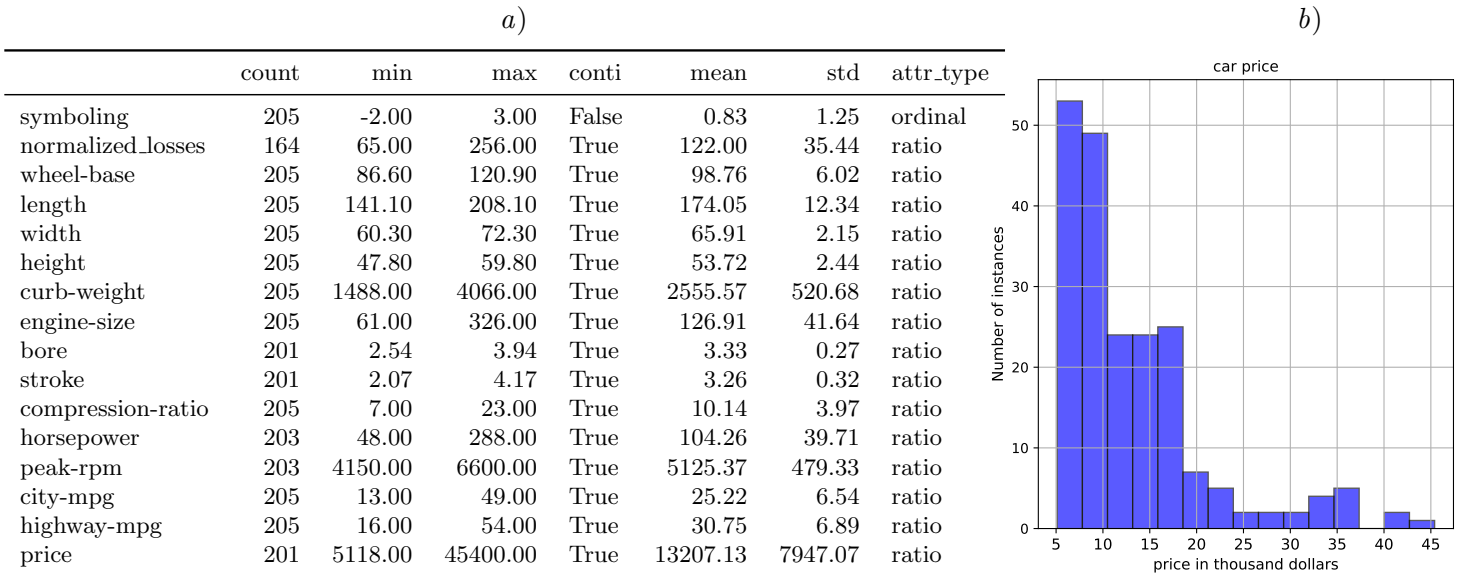 a)
count min max conti mean std attr_type
symboling 205 -2.00 3.00 False 0.83 1.25 ordinal
normalized_losses 164 65.00 256.00 True 122.00 35.44 ratio
wheel-base 205 86.60 120.90 True 98.76 6.02 ratio
length 205 141.10 208.10 True 174.05 12.34 ratio
width 205 60.30 72.30 True 65.91 2.15 ratio
height 205 47.80 59.80 True 53.72 2.44 ratio
curb-weight 205 1488.00 4066.00 True 2555.57 520.68 ratio
engine-size 205 61.00 326.00 True 126.91 41.64 ratio
bore 201 2.54 3.94 True 3.33 0.27 ratio
stroke 201 2.07 4.17 True 3.26 0.32 ratio
compression-ratio 205 7.00 23.00 True 10.14 3.97 ratio
horsepower 203 48.00 288.00 True 104.26 39.71 ratio
peak-rpm 203 4150.00 6600.00 True 5125.37 479.33 ratio
city-mpg 205 13.00 49.00 True 25.22 6.54 ratio
highway-mpg 205 16.00 54.00 True 30.75 6.89 ratio
price 201 5118.00 45400.00 True 13207.13 7947.07 ratio
b)
car price
Number of instances
50
40
30
20
10
0
5 10 15 20 25 30 35 40 45
price in thousand dollars